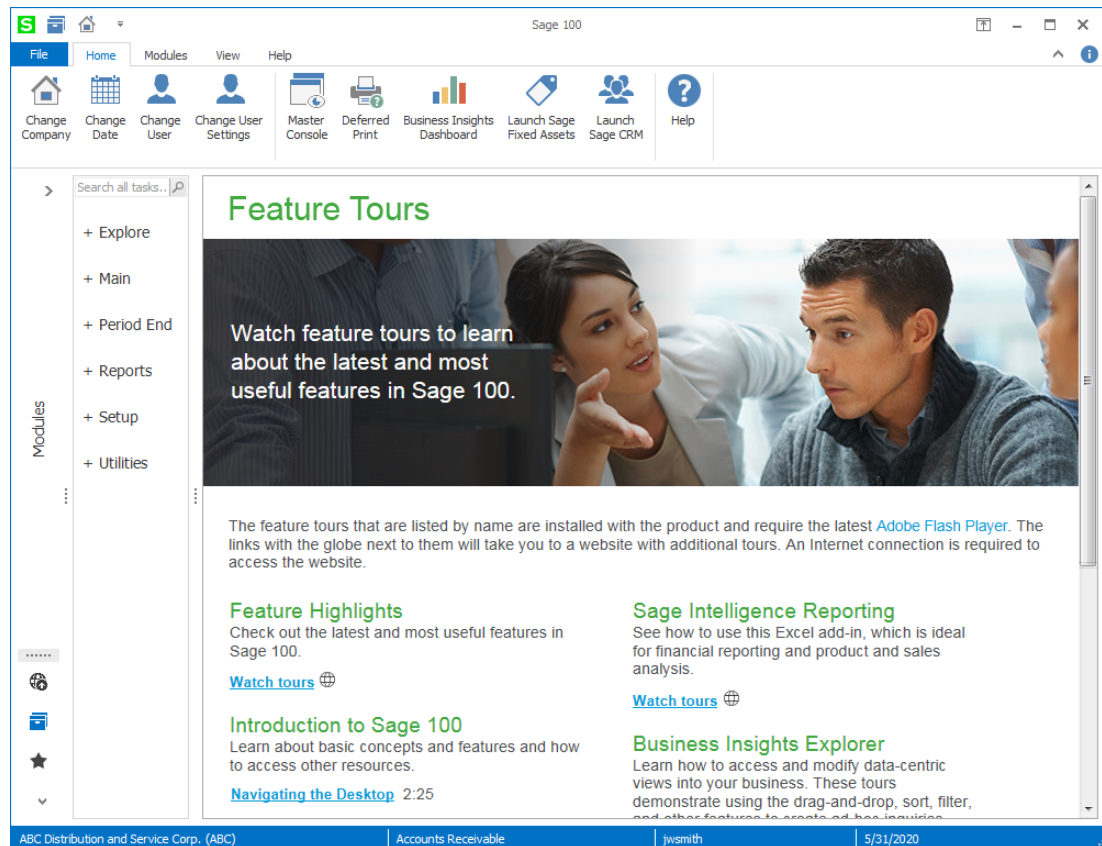 S
Sage 100
File Home Modules View Help
Change Company
Change Date
Change User
Change User Settings
Master Console
Deferred Print
Business Insights Dashboard
Launch Sage Fixed Assets
Launch Sage CRM
Help
Modules
Search all tasks..
+ Explore
+ Main
+ Period End
+ Reports
+ Setup
+ Utilities
Feature Tours
Watch feature tours to learn
about the latest and most
useful features in Sage 100.
The feature tours that are listed by name are installed with the product and require the latest Adobe Flash Player. The
links with the globe next to them will take you to a website with additional tours. An Internet connection is required to
access the website.
Feature Highlights
Check out the latest and most useful features in
Sage 100.
Watch tours
Introduction to Sage 100
Learn about basic concepts and features and how
to access other resources.
Navigating the Desktop 2:25
Sage Intelligence Reporting
See how to use this Excel add-in, which is ideal
for financial reporting and product and sales
analysis.
Watch tours
Business Insights Explorer
Learn how to access and modify data-centric
views into your business. These tours
demonstrate using the drag-and-drop, sort, filter,
and other features to create ad-hoc inquiries
ABC Distribution and Service Corp. (ABC) Accounts Receivable jwsmith 5/31/2020